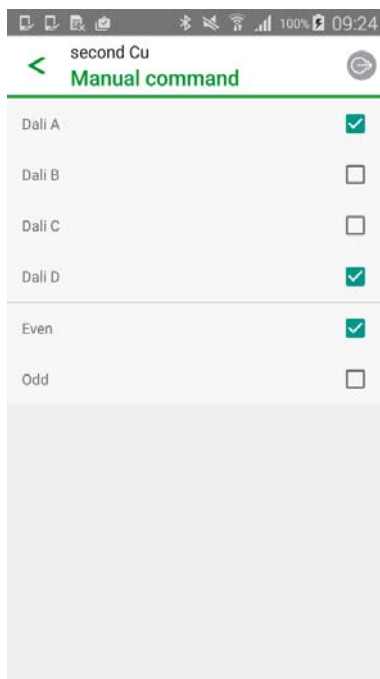 100% 09:24
second Cu
Manual command
Dali A
Dali B
Dali C
Dali D
Even
Odd